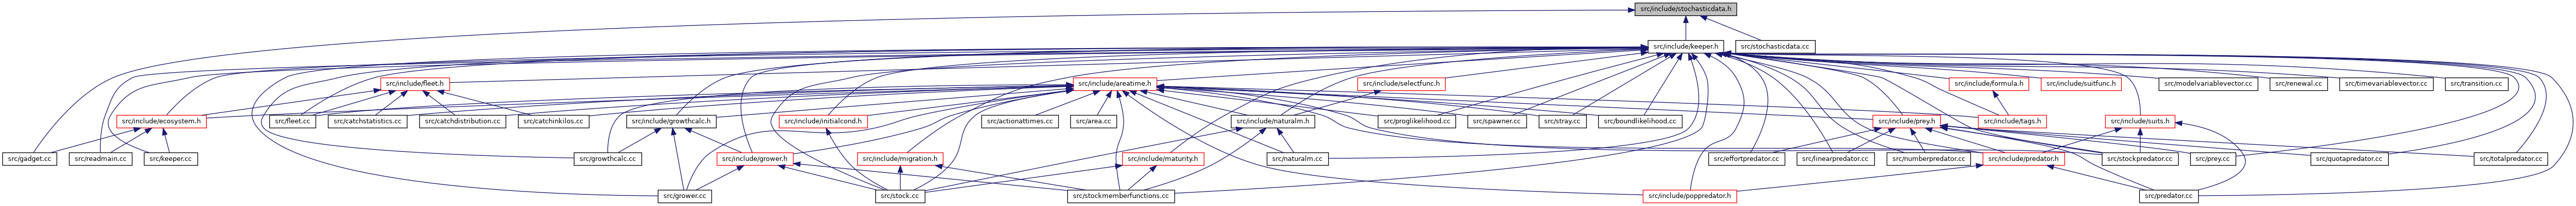 src/include/stochasticdata.h
src/include/keeper.h
src/stochasticdata.cc
src/include/fleet.h
src/include/areatime.h
src/include/selectfunc.h
src/include/formula.h
src/include/suitfunc.h
src/modelvariablevector.cc
src/renewal.cc
src/timevariablevector.cc
src/transition.cc
src/include/ecosystem.h
src/fleet.cc
src/catchstatistics.cc
src/catchdistribution.cc
src/catchinkilos.cc
src/include/growthcalc.h
src/include/initialcond.h
src/actionattimes.cc
src/area.cc
src/include/naturalm.h
src/proglikelihood.cc
src/spawner.cc
src/stray.cc
src/boundlikelihood.cc
src/include/prey.h
src/include/tags.h
src/include/suits.h
src/gadget.cc
src/readmain.cc
src/keeper.cc
src/growthcalc.cc
src/include/grower.h
src/include/migration.h
src/include/maturity.h
src/naturalm.cc
src/effortpredator.cc
src/linearpredator.cc
src/numberpredator.cc
src/include/predator.h
src/stockpredator.cc
src/prey.cc
src/quotapredator.cc
src/totalpredator.cc
src/grower.cc
src/stock.cc
src/stockmemberfunctions.cc
src/include/poppredator.h
src/predator.cc